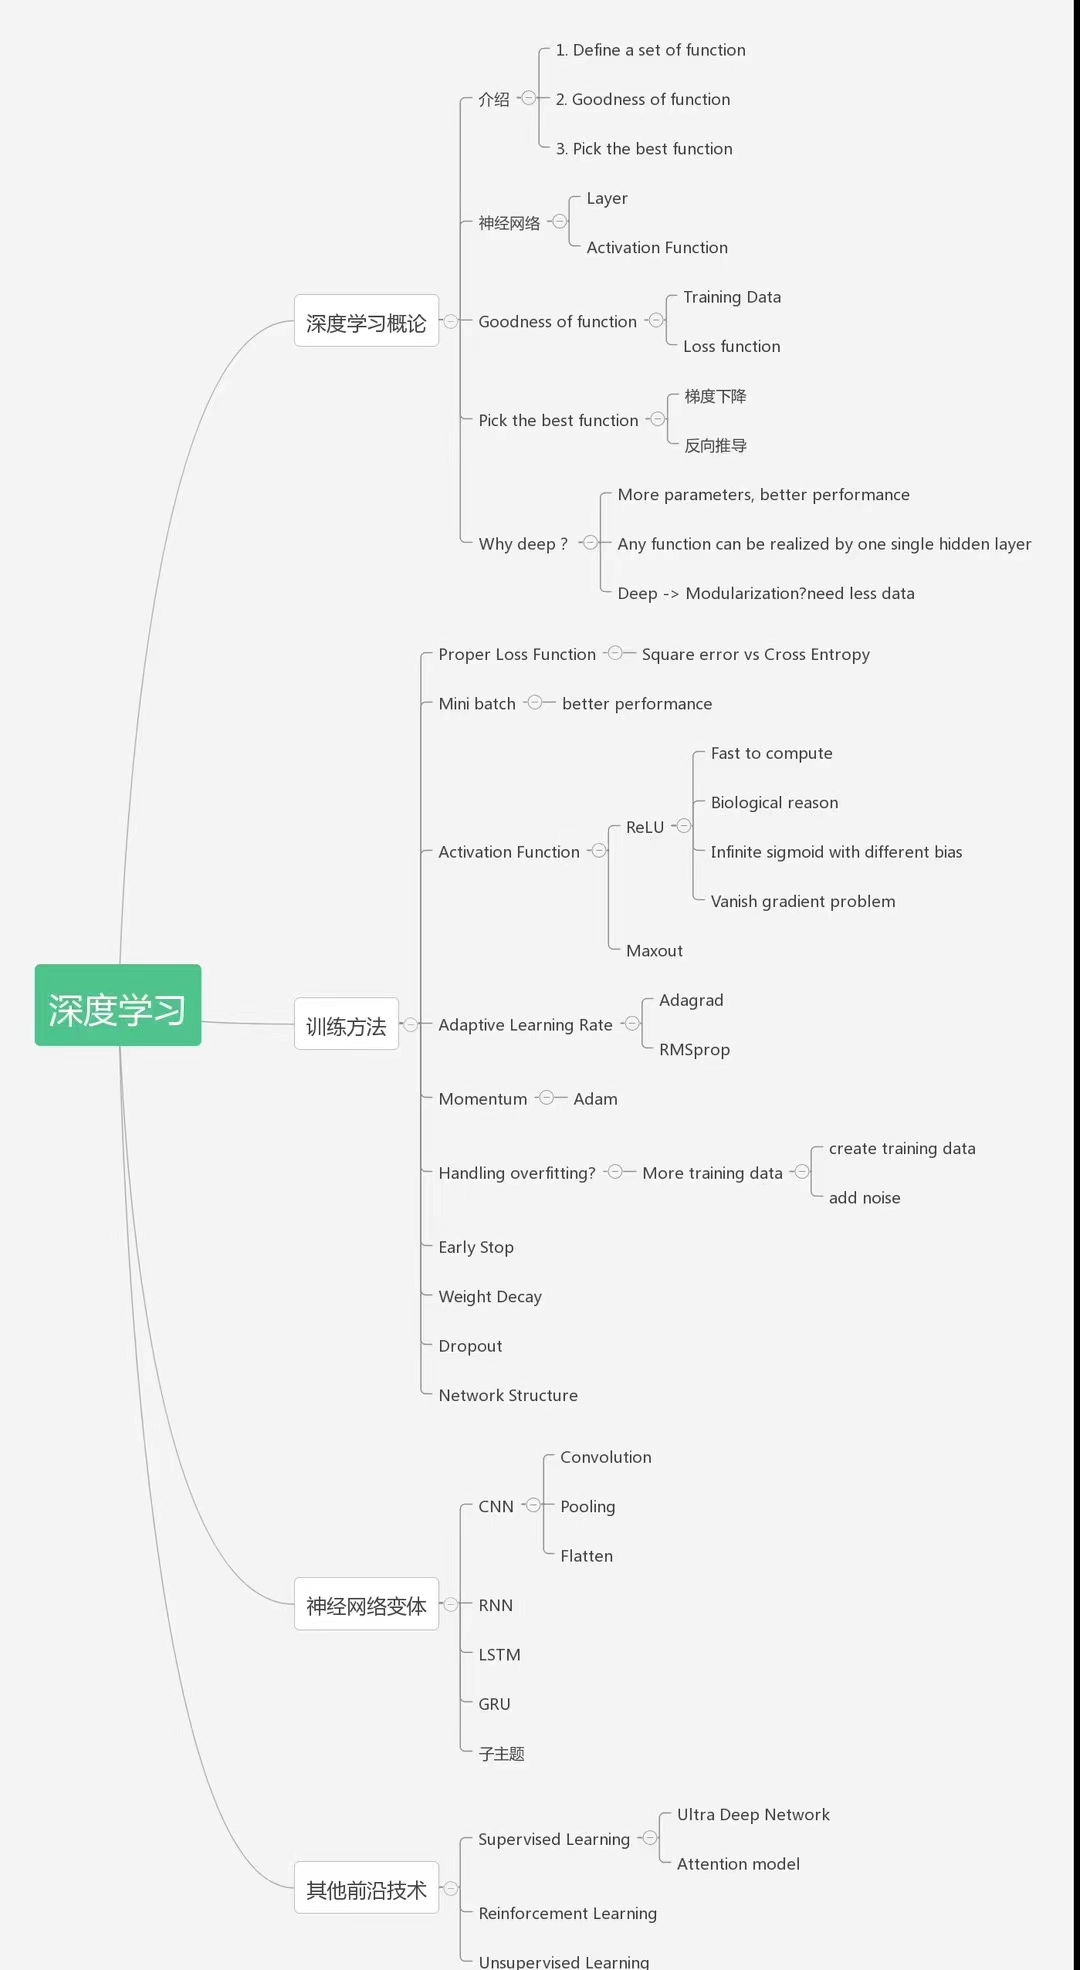 1. Define a set of function
介绍
2. Goodness of function
3. Pick the best function
Layer
神经网络
Activation Function
Training Data
深度学习概论
Goodness of function
Loss function
梯度下降
Pick the best function
反向推导
More parameters, better performance
Why deep ?
Any function can be realized by one single hidden layer
Deep -> Modularization?need less data
Proper Loss Function
Square error vs Cross Entropy
Mini batch
better performance
Fast to compute
Biological reason
ReLU
Activation Function
Infinite sigmoid with different bias
Vanish gradient problem
Maxout
深度学习
训练方法
Adagrad
Adaptive Learning Rate
RMSprop
Momentum
Adam
create training data
Handling overfitting?
More training data
add noise
Early Stop
Weight Decay
Dropout
Network Structure
Convolution
CNN
Pooling
Flatten
神经网络变体
RNN
LSTM
GRU
子主题
Ultra Deep Network
Supervised Learning
Attention model
其他前沿技术
Reinforcement Learning
Unsupervised Learning